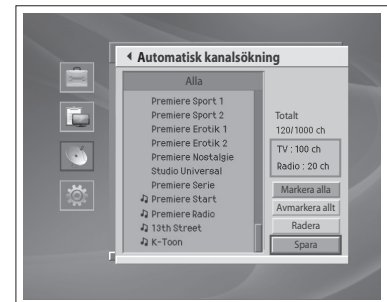 Automatisk kanalsökning
Alla
Premiere Sport 1
Premiere Sport 2
Premiere Erotik 1
Premiere Erotik 2
Premiere Nostalgie
Studio Universal
Premiere Serie
Premiere Start
Premiere Radio
13th Street
K-Toon
Totalt
120/1000 ch
TV : 100 ch
Radio : 20 ch
Markera alla
Avmarkera allt
Radera
Spara